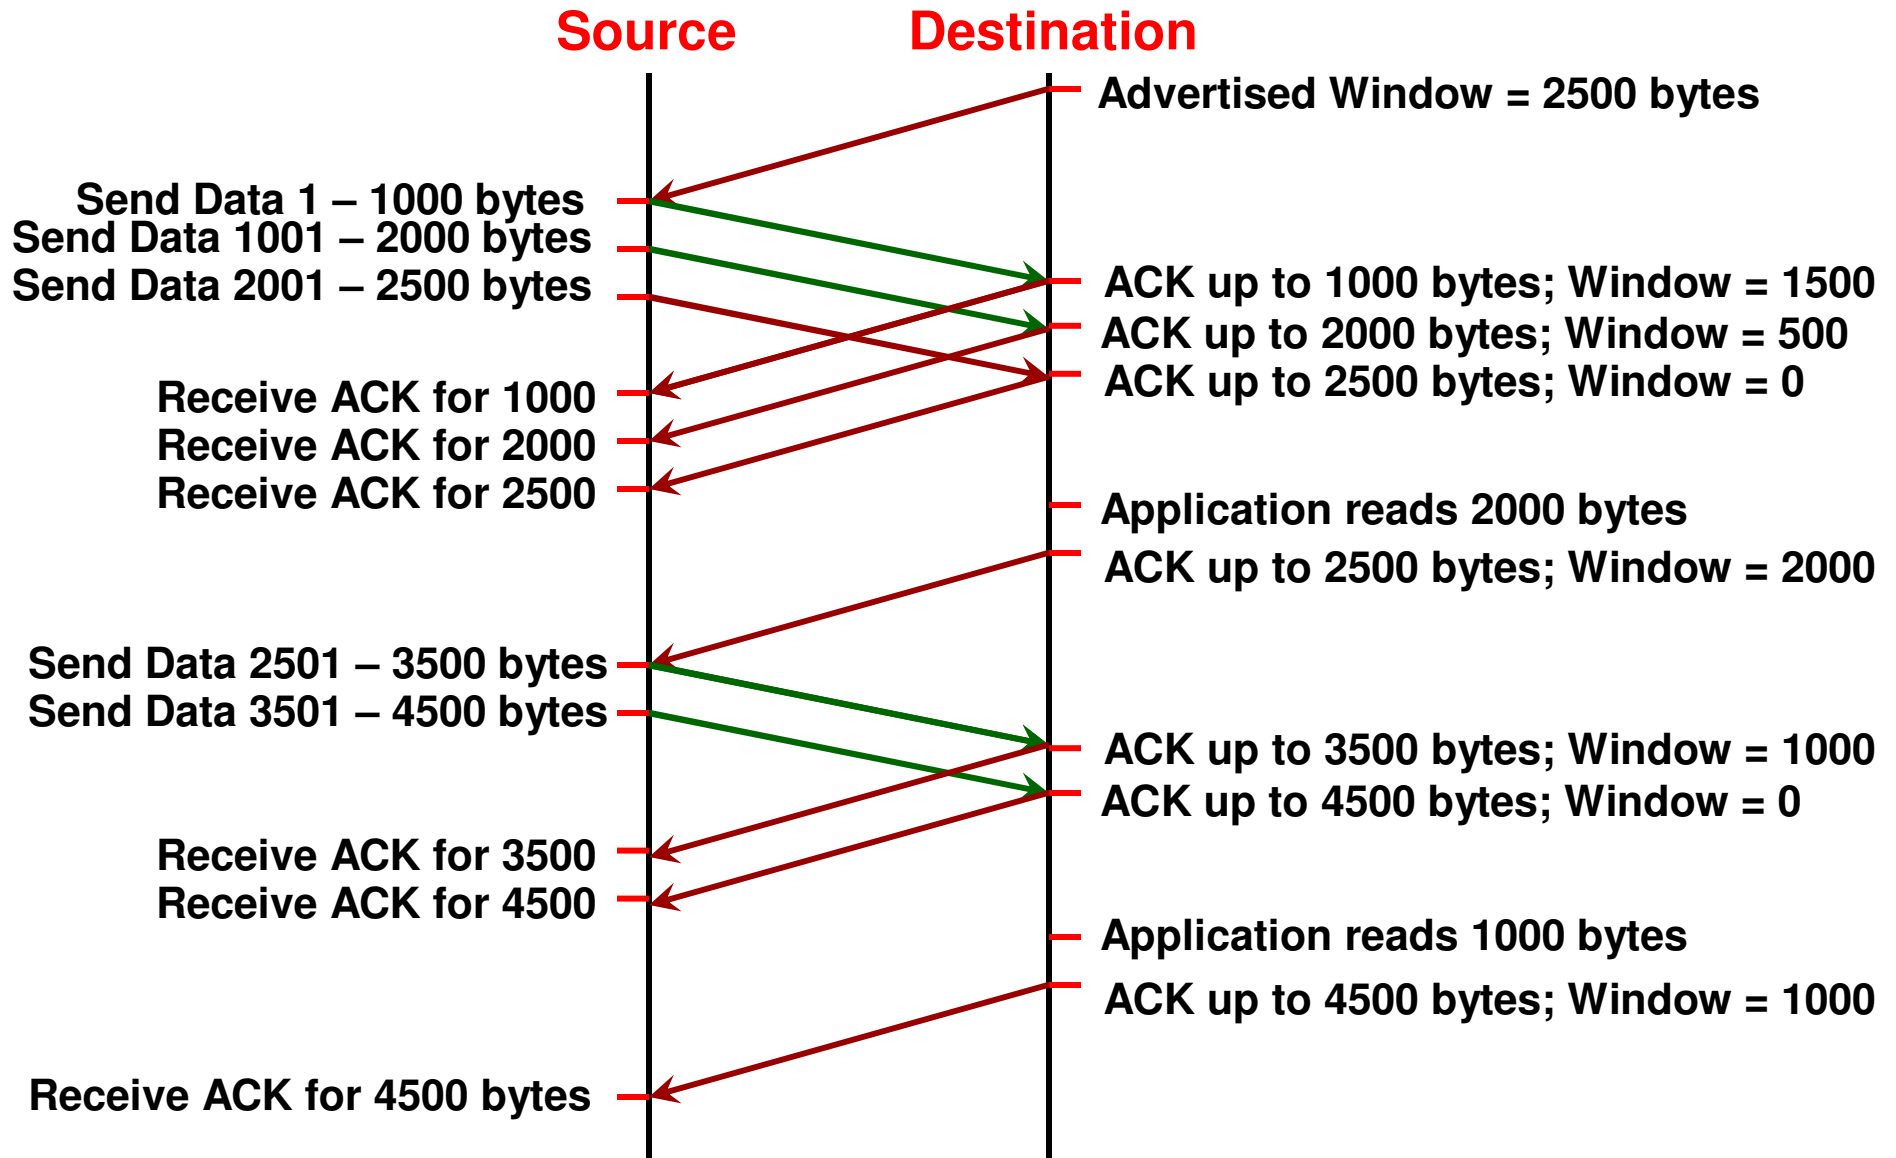 Source
Destination
Advertised Window = 2500 bytes
Send Data 1 – 1000 bytes
Send Data 1001 – 2000 bytes
Send Data 2001 – 2500 bytes
ACK up to 1000 bytes; Window = 1500
ACK up to 2000 bytes; Window = 500
ACK up to 2500 bytes; Window = 0
Receive ACK for 1000
Receive ACK for 2000
Receive ACK for 2500
Application reads 2000 bytes
ACK up to 2500 bytes; Window = 2000
Send Data 2501 – 3500 bytes
Send Data 3501 – 4500 bytes
ACK up to 3500 bytes; Window = 1000
ACK up to 4500 bytes; Window = 0
Receive ACK for 3500
Receive ACK for 4500
Application reads 1000 bytes
ACK up to 4500 bytes; Window = 1000
Receive ACK for 4500 bytes